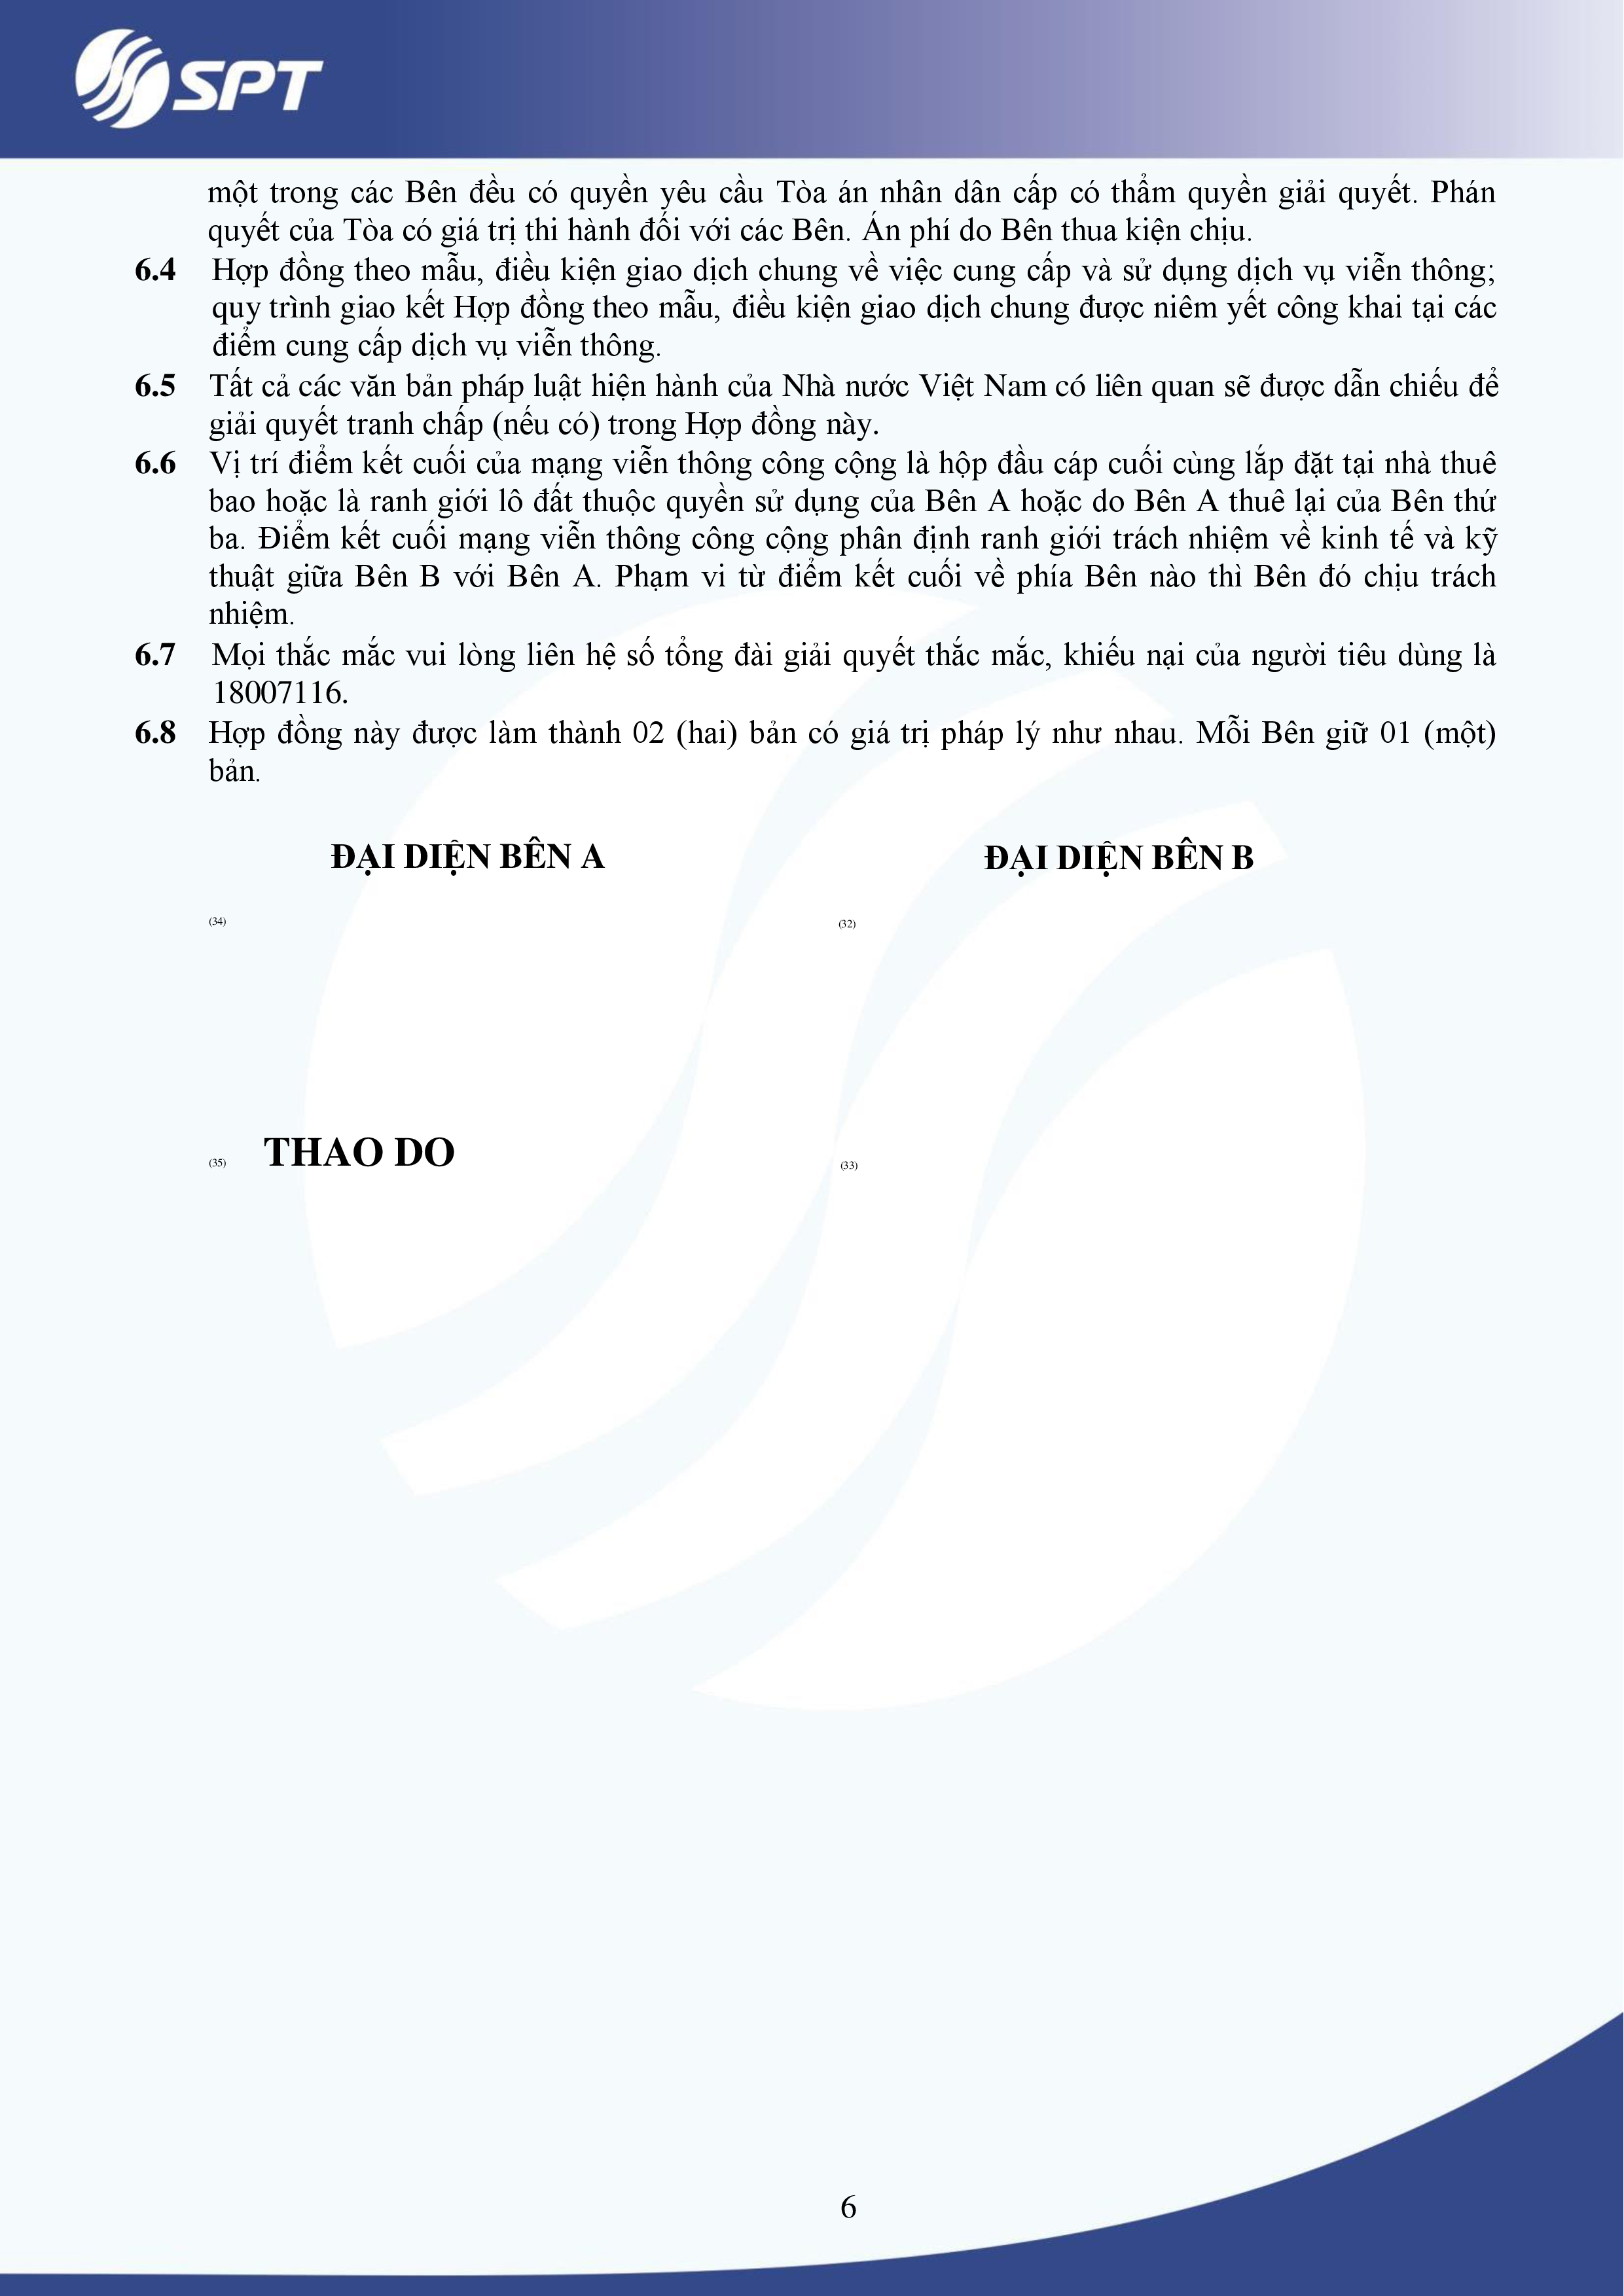 SPT
một trong các Bên đều có quyền yêu cầu Tòa án nhân dân cấp có thẩm quyền giải quyết. Phán
quyết của Tòa có giá trị thi hành đối với các Bên. Án phí do Bên thua kiện chịu.
6.4 Hợp đồng theo mẫu, điều kiện giao dịch chung về việc cung cấp và sử dụng dịch vụ viễn thông;
quy trình giao kết Hợp đồng theo mẫu, điều kiện giao dịch chung được niêm yết công khai tại các
điểm cung cấp dịch vụ viễn thông.
6.5 Tất cả các văn bản pháp luật hiện hành của Nhà nước Việt Nam có liên quan sẽ được dẫn chiếu để
giải quyết tranh chấp (nếu có) trong Hợp đồng này.
6.6 Vị trí điểm kết cuối của mạng viễn thông công cộng là hộp đầu cáp cuối cùng lắp đặt tại nhà thuê
bao hoặc là ranh giới lô đất thuộc quyền sử dụng của Bên A hoặc do Bên A thuê lại của Bên thứ
ba. Điểm kết cuối mạng viễn thông công cộng phân định ranh giới trách nhiệm về kinh tế và kỹ
thuật giữa Bên B với Bên A. Phạm vi từ điểm kết cuối về phía Bên nào thì Bên đó chịu trách
nhiệm.
6.7 Mọi thắc mắc vui lòng liên hệ số tổng đài giải quyết thắc mắc, khiếu nại của người tiêu dùng là
18007116.
6.8 Hợp đồng này được làm thành 02 (hai) bản có giá trị pháp lý như nhau. Mỗi Bên giữ 01 (một)
bản.
ĐẠI DIỆN BÊN A ĐẠI DIỆN BÊN B
(34) (32)
(35) THAO DO (33)
6